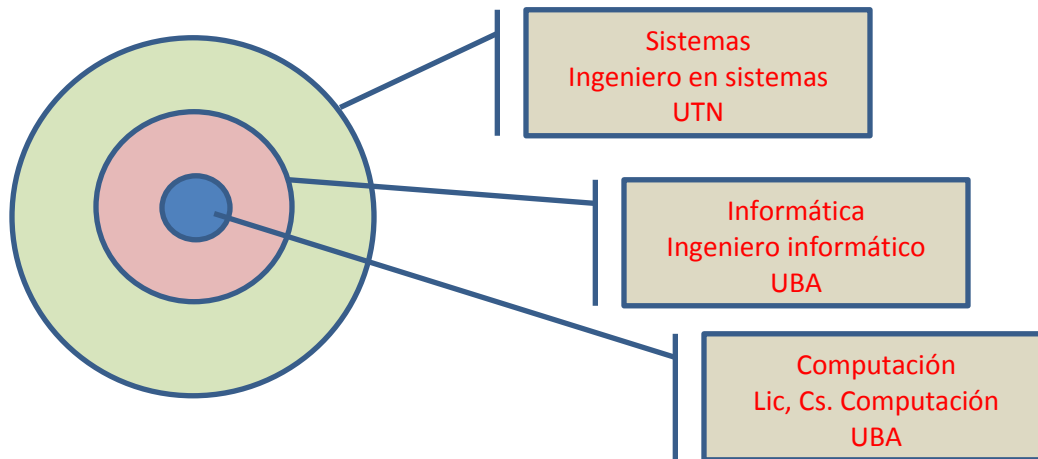 Sistemas
Ingeniero en sistemas
UTN
Informática
Ingeniero informático
UBA
Computación
Lic, Cs. Computación
UBA